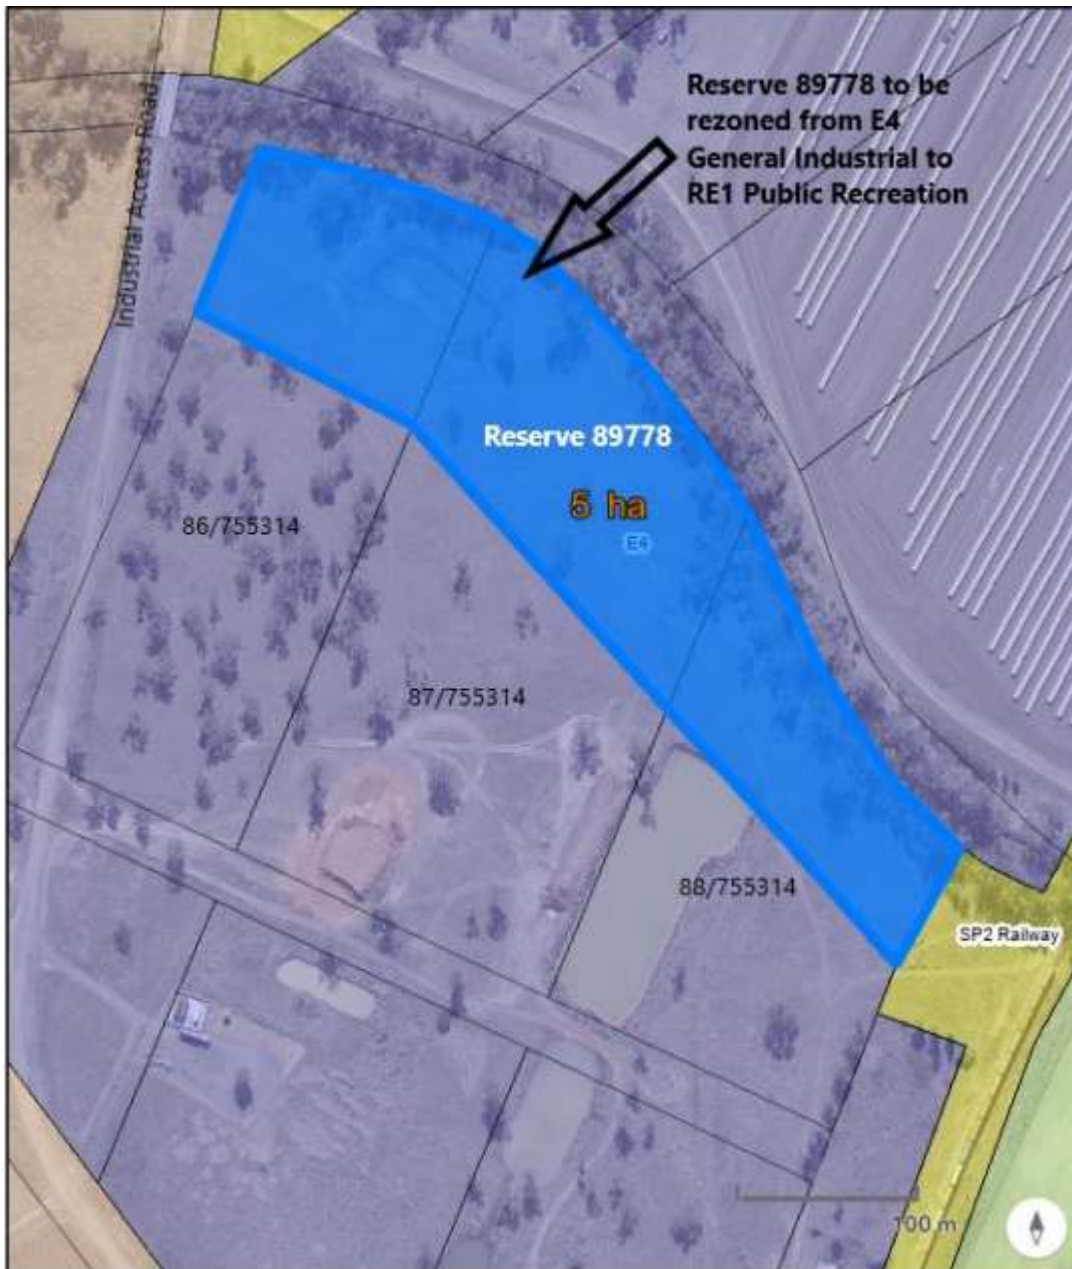 Reserve 89778 to be
rezoned from E4
General Industrial to
RE1 Public Recreation
Industrial Access Road
Reserve 89778
5 ha
E4
86/755314
87/755314
88/755314
SP2 Railway
100 m